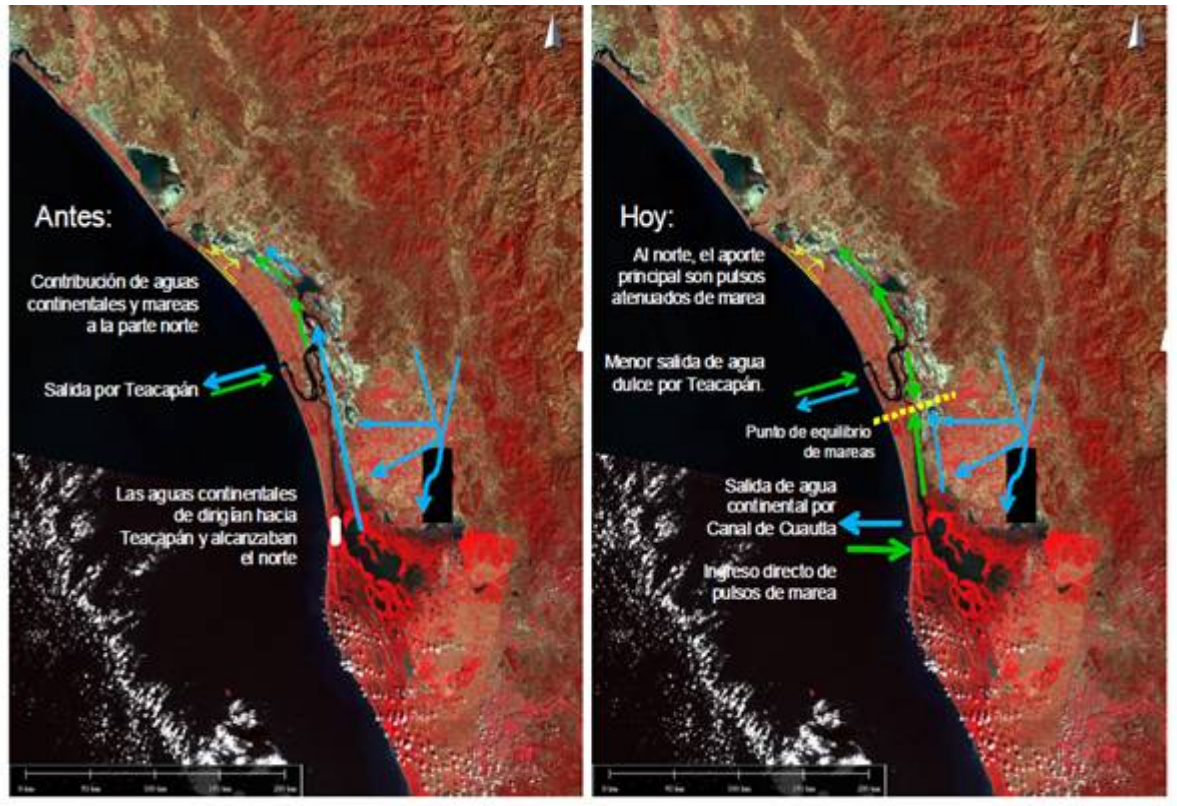 Antes:
Contribución de aguas
continentales y mareas
a la parte norte
Salida por Teacapán
Las aguas continentales
de dirigían hacia
Teacapán y alcanzaban
el norte
Hoy:
Al norte, el aporte
principal son pulsos
atenuados de marea
Menor salida de agua
dulce por Teacapán.
Punto de equilibrio
de mareas
Salida de agua
continental por
Canal de Cuautla
Ingreso directo de
pulsos de marea